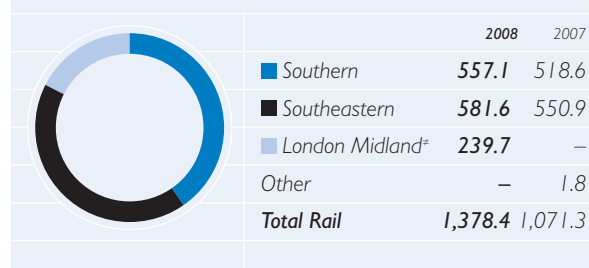 2008 2007
Southern 557.1 518.6
Southeastern 581.6 550.9
London Midland≠ 239.7 –
Other – 1.8
Total Rail 1,378.4 1,071.3